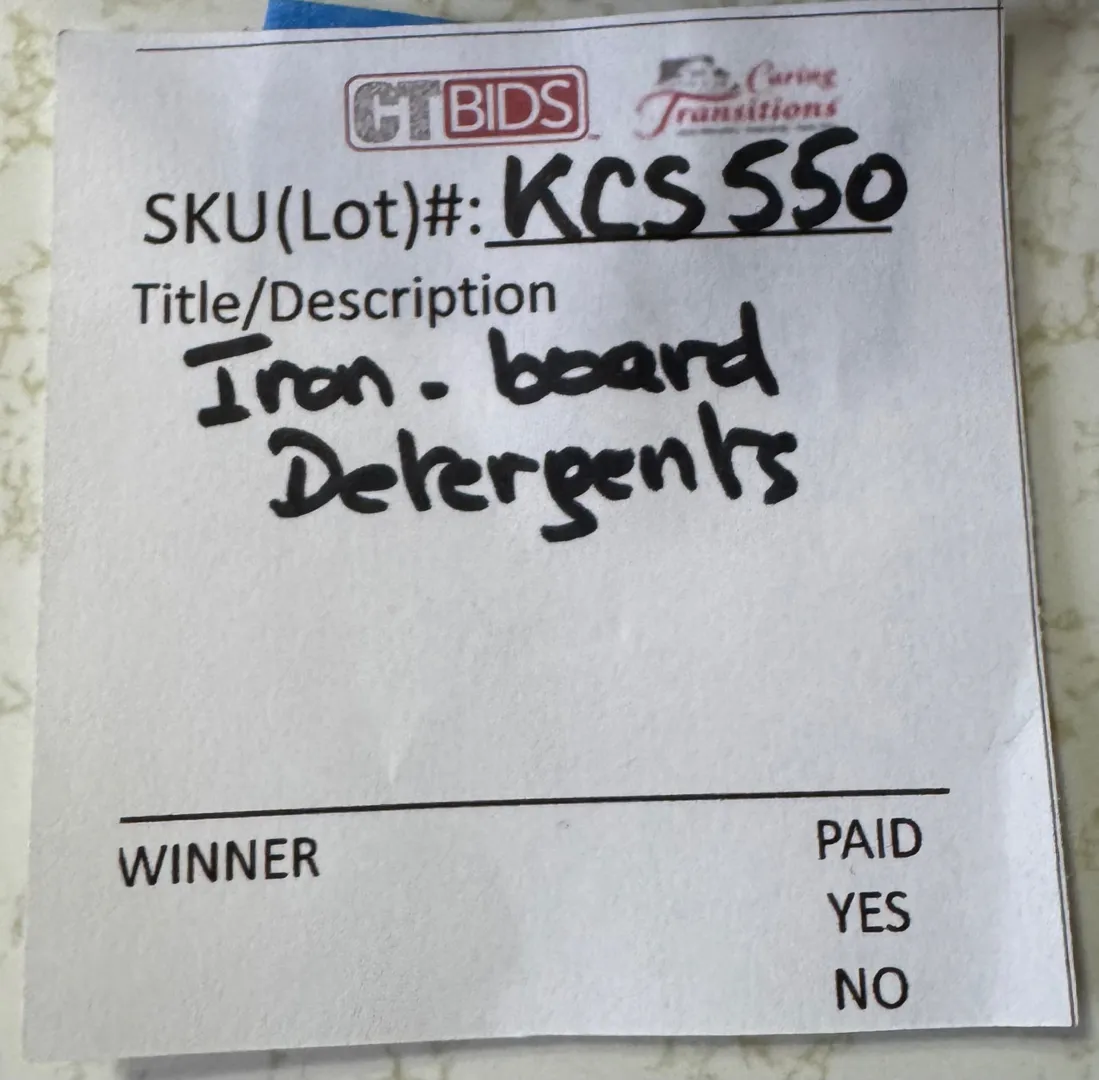 CTBIDS
Caring
Transitions
SKU(Lot)#: KCS 550
Title/Description
Iron - board
Detergents
WINNER
PAID
YES
NO